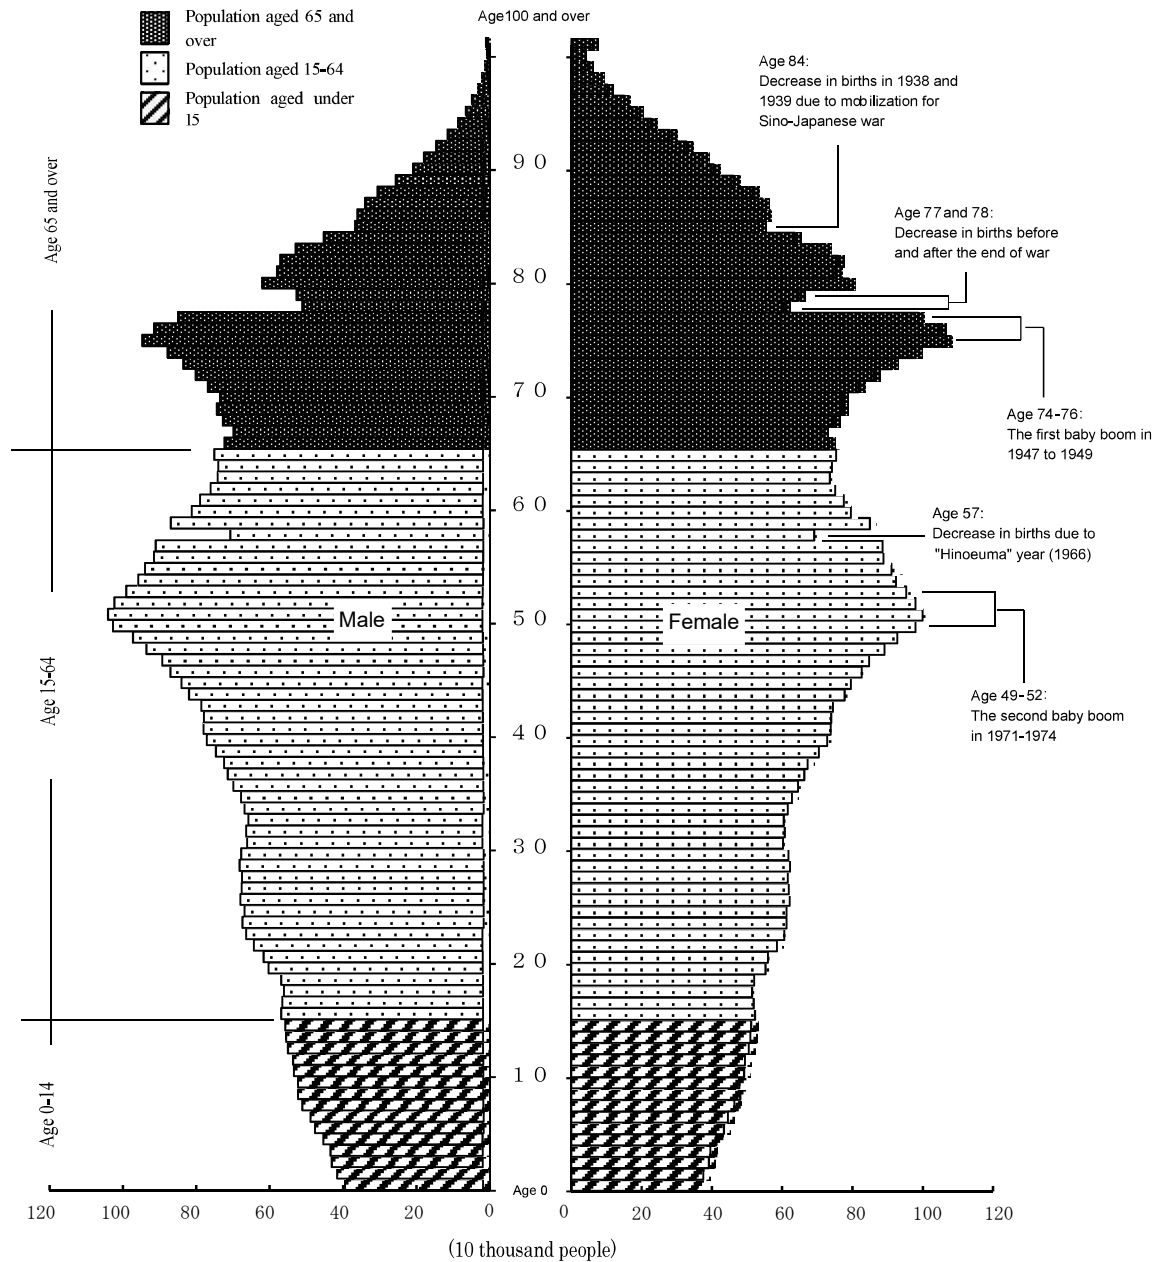 Population aged 65 and
over
Population aged 15-64
Population aged under
15
Age100 and over
Age 84:
Decrease in births in 1938 and
1939 due to mobilization for
Sino-Japanese war
Age 77 and 78:
Decrease in births before
and after the end of war
Age 74-76:
The first baby boom in
1947 to 1949
Age 57:
Decrease in births due to
"Hinoeuma" year (1966)
Age 49-52:
The second baby boom
in 1971-1974
Age 65 and over
Age 15-64
Age 0-14
90
80
70
60
50
40
30
20
10
Age 0
Male
Female
120 100 80 60 40 20 0
0 20 40 60 80 100 120
(10 thousand people)